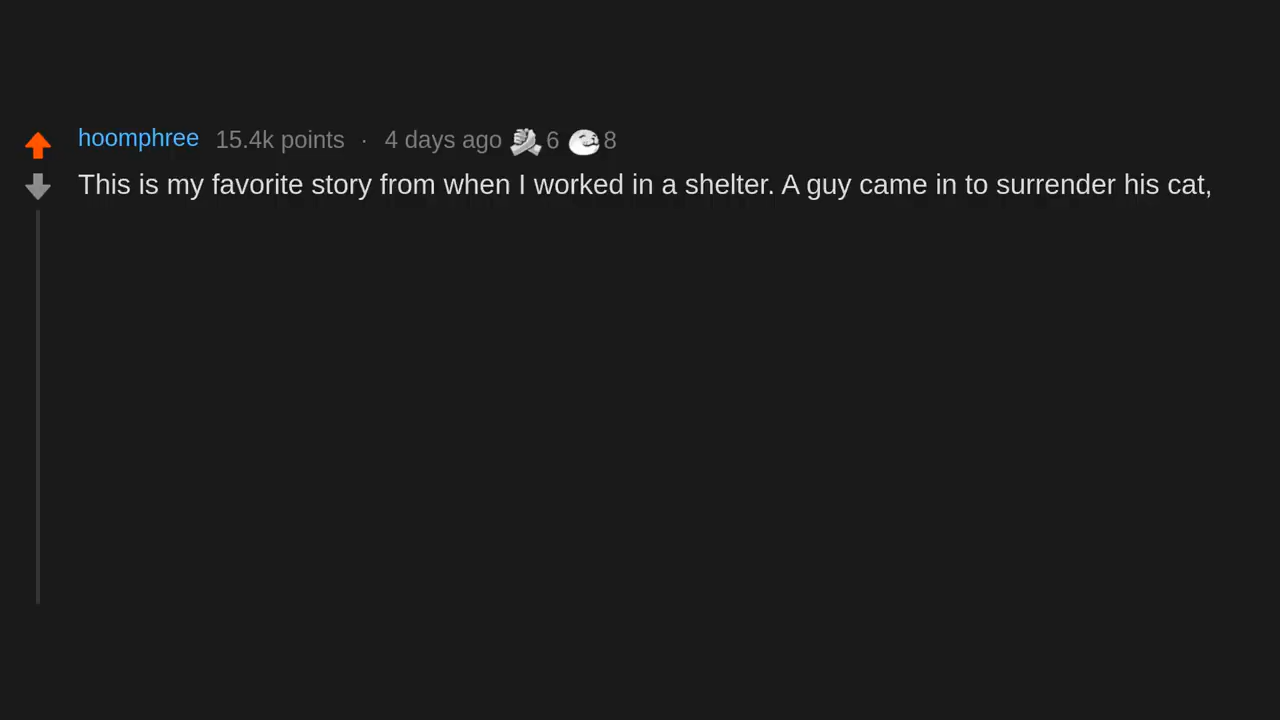 hoomphree 15.4k points · 4 days ago 6 8
This is my favorite story from when I worked in a shelter. A guy came in to surrender his cat,